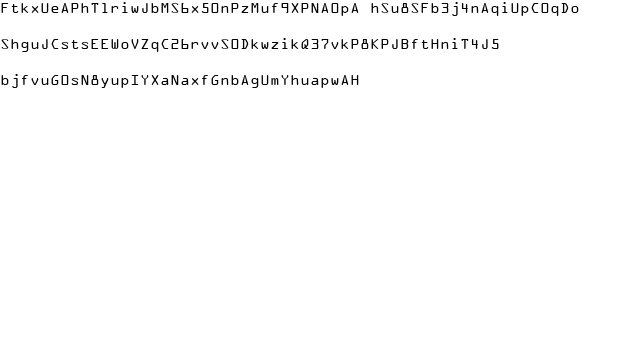 FtkxUeAPhTlriwJbMS6x5OnPzMuf9XPNAOpA hSu8SFb3j4nAqiUpCOqDo
ShguJCstsEEWoVZqC26rvvSODkwzikQ37vkP8KPJBftHniT4J5
bjfvuGOsN8yupIYXaNaxfGnbAgUmYhuapwAH